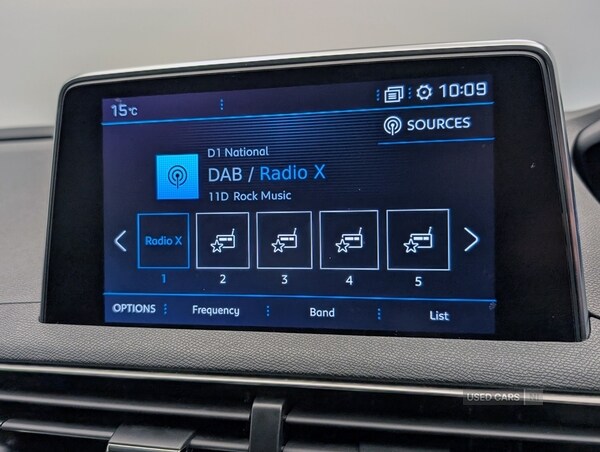 15°C
10:09
SOURCES
D1 National
DAB / Radio X
11D Rock Music
Radio X
1 2 3 4 5
OPTIONS Frequency Band List
USED CARS NI